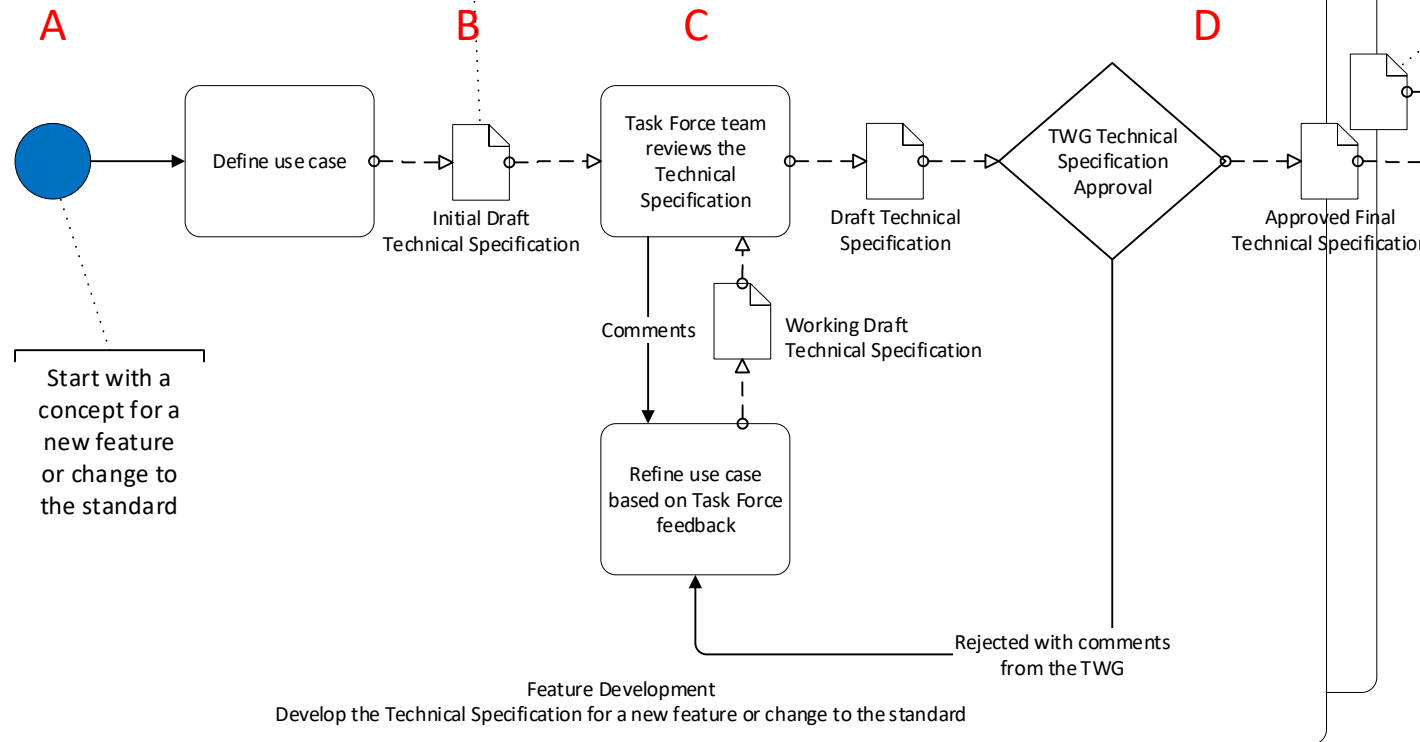 A
B
C
D
Define use case
Initial Draft
Technical Specification
Task Force team
reviews the
Technical
Specification
Draft Technical
Specification
TWG Technical
Specification
Approval
Approved Final
Technical Specification
Comments
Working Draft
Technical Specification
Start with a
concept for a
new feature
or change to
the standard
Refine use case
based on Task Force
feedback
Rejected with comments
from the TWG
Feature Development
Develop the Technical Specification for a new feature or change to the standard